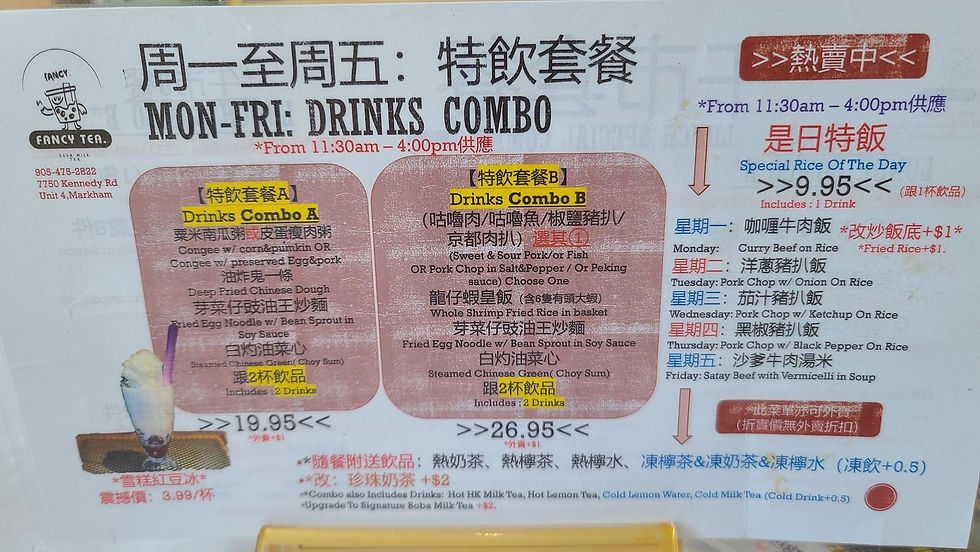 FANCY.
FANCY TEA.
BOBA MILK
TEA
905-475-2822
7750 Kennedy Rd
Unit 4,Markham
周一至周五：特飲套餐
MON-FRI: DRINKS COMBO
*From 11:30am – 4:00pm供應
【特飲套餐A】
Drinks Combo A
粟米南瓜粥或皮蛋瘦肉粥
Congee w/ corn&pumkin OR
Congee w/ preserved Egg&pork
油炸鬼一條
Deep Fried Chinese Dough
芽菜仔豉油王炒麵
Fried Egg Noodle w/ Bean Sprout in
Soy Sauce
白灼油菜心
Steamed Chinese Green( Choy Sum)
跟2杯飲品
Includes : 2 Drinks
>>19.95<<
*外賣+$1
【特飲套餐B】
Drinks Combo B
(咕嚕肉/咕嚕魚/椒鹽豬扒/
京都肉扒) 選其①
(Sweet & Sour Pork/or Fish
OR Pork Chop in Salt&Pepper / Or Peking
sauce) Choose One
龍仔蝦皇飯 (含6隻有頭大蝦)
Whole Shrimp Fried Rice in basket
芽菜仔豉油王炒麵
Fried Egg Noodle w/ Bean Sprout in Soy Sauce
白灼油菜心
Steamed Chinese Green( Choy Sum)
跟2杯飲品
Includes : 2 Drinks
>>26.95<<
*外賣+$1
>>熱賣中<<
*From 11:30am – 4:00pm供應
是日特飯
Special Rice Of The Day
>>9.95<< (跟1杯飲品)
Includes : 1 Drink
星期一：咖喱牛肉飯 *改炒飯底+$1*
Monday: Curry Beef on Rice *Fried Rice+$1.
星期二：洋蔥豬扒飯
Tuesday: Pork Chop w/ Onion On Rice
星期三：茄汁豬扒飯
Wednesday: Pork Chop w/ Ketchup On Rice
星期四：黑椒豬扒飯
Thursday: Pork Chop w/ Black Pepper On Rice
星期五：沙爹牛肉湯米
Friday: Satay Beef with Vermicelli in Soup
*此菜單亦可外賣
(折實價無外賣折扣)
*雪糕紅豆冰*
震撼價：3.99/杯
*隨餐附送飲品：熱奶茶、熱檸茶、熱檸水、凍檸茶&凍奶茶&凍檸水（凍飲+0.5)
*改：珍珠奶茶 +$2
*Combo also Includes Drinks: Hot HK Milk Tea, Hot Lemon Tea, Cold Lemon Water, Cold Milk Tea (Cold Drink+0.5)
*Upgrade To Signature Boba Milk Tea +$2.